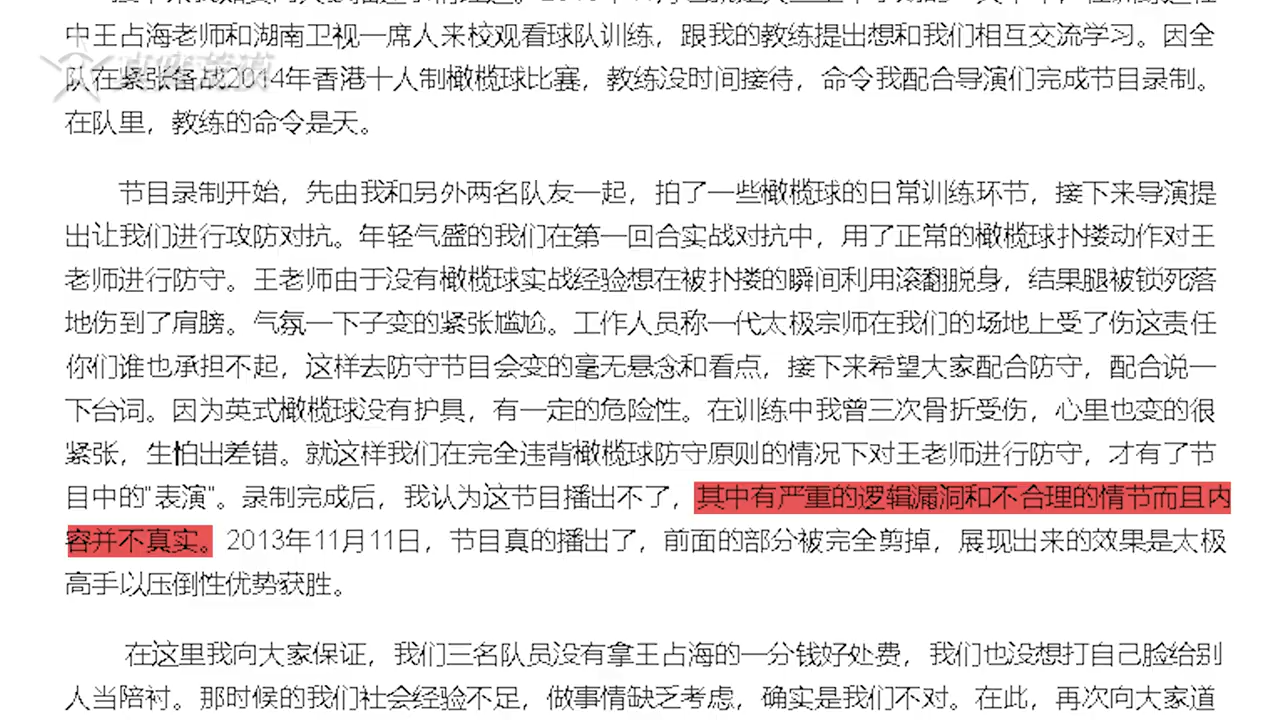 中王占海老师和湖南卫视一席人来校观看球队训练，跟我的教练提出想和我们相互交流学习。因全
队在紧张备战2014年香港十人制橄榄球比赛，教练没时间接待，命令我配合导演们完成节目录制。
在队里，教练的命令是天。
节目录制开始，先由我和另外两名队友一起，拍了一些橄榄球的日常训练环节，接下来导演提
出让我们进行攻防对抗。年轻气盛的我们在第一回合实战对抗中，用了正常的橄榄球扑搂动作对王
老师进行防守。王老师由于没有橄榄球实战经验想在被扑搂的瞬间利用滚翻脱身，结果腿被锁死落
地伤到了肩膀。气氛一下子变的紧张尴尬。工作人员称一代太极宗师在我们的场地上受了伤这责任
你们谁也承担不起，这样去防守节目会变的毫无悬念和看点，接下来希望大家配合防守，配合说一
下台词。因为英式橄榄球没有护具，有一定的危险性。在训练中我曾三次骨折受伤，心里也变的很
紧张，生怕出差错。就这样我们在完全违背橄榄球防守原则的情况下对王老师进行防守，才有了节
目中的"表演"。录制完成后，我认为这节目播出不了，其中有严重的逻辑漏洞和不合理的情节而且内
容并不真实。2013年11月11日，节目真的播出了，前面的部分被完全剪掉，展现出来的效果是太极
高手以压倒性优势获胜。
在这里我向大家保证，我们三名队员没有拿王占海的一分钱好处费，我们也没想打自己脸给别
人当陪衬。那时候的我们社会经验不足，做事情缺乏考虑，确实是我们不对。在此，再次向大家道